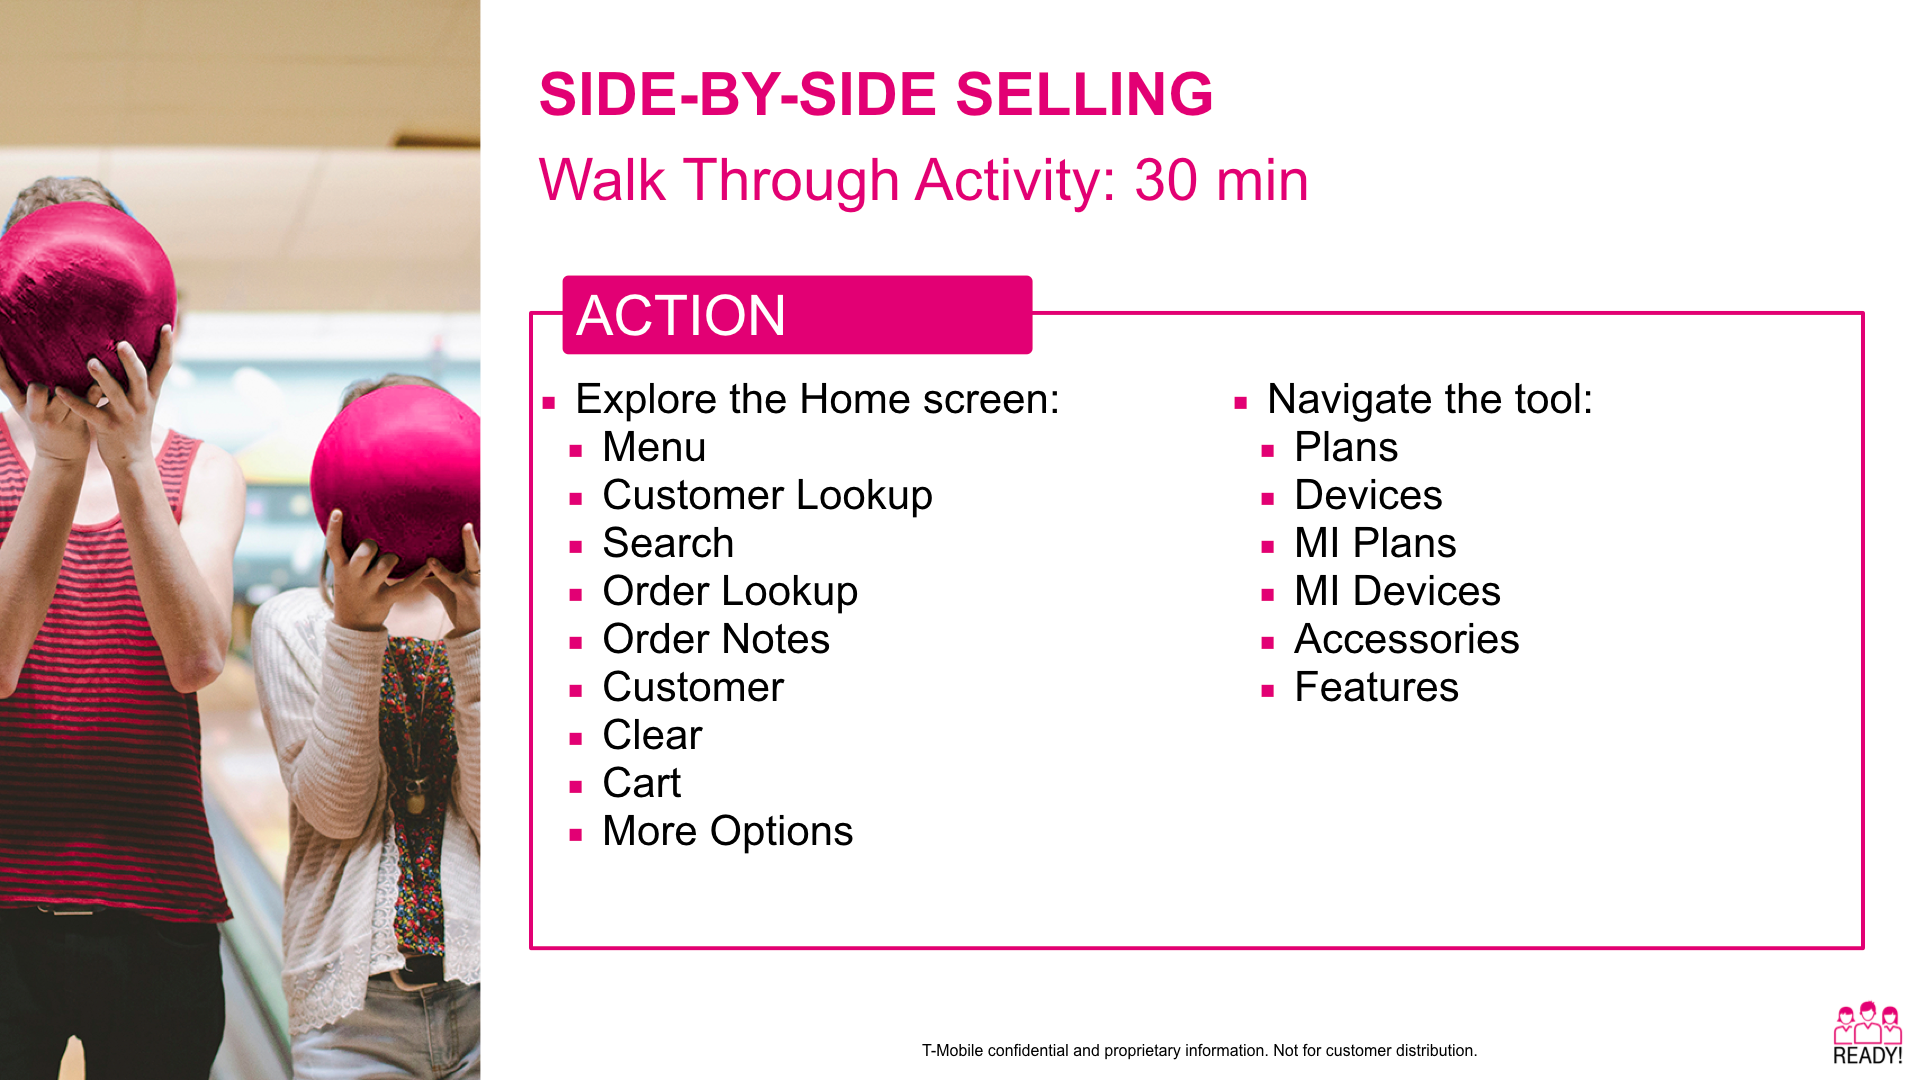 SIDE-BY-SIDE SELLING
Walk Through Activity: 30 min
ACTION
Explore the Home screen:
Menu
Customer Lookup
Search
Order Lookup
Order Notes
Customer
Clear
Cart
More Options
Navigate the tool:
Plans
Devices
MI Plans
MI Devices
Accessories
Features
T-Mobile confidential and proprietary information. Not for customer distribution.
READY!